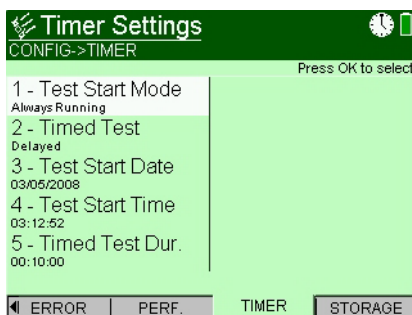 Timer Settings
CONFIG->TIMER
Press OK to select
1 - Test Start Mode
Always Running
2 - Timed Test
Delayed
3 - Test Start Date
03/05/2008
4 - Test Start Time
03:12:52
5 - Timed Test Dur.
00:10:00
ERROR PERF. TIMER STORAGE